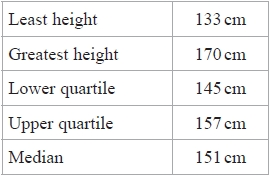 Least height 133 cm
Greatest height 170 cm
Lower quartile 145 cm
Upper quartile 157 cm
Median 151 cm